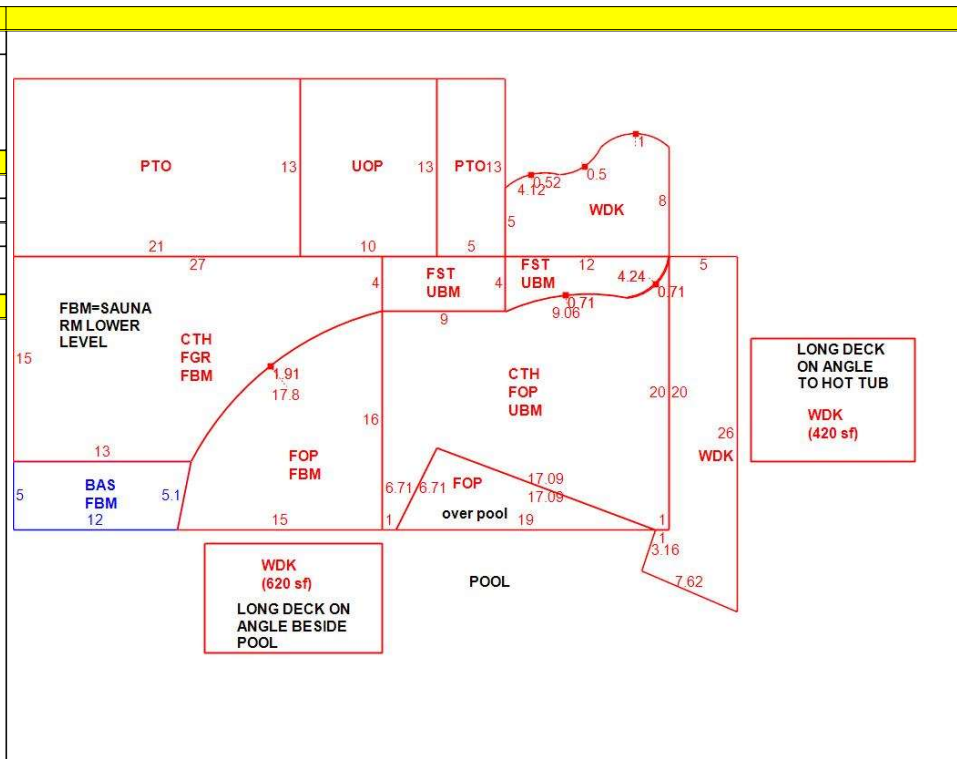 1
PTO 13 UOP 13 PTO 13
0.52
4.12
0.5
WDK
5
8
21 10 5
27 12 5
4
FST
UBM
4
FST
UBM
4.24
0.71
0.71
9.06
9
FBM=SAUNA
RM LOWER
LEVEL
15
CTH
FGR
FBM
1.91
17.8
CTH
FOP
UBM
20 20
LONG DECK
ON ANGLE
TO HOT TUB
WDK
(420 sf)
16
26
WDK
13
FOP
FBM
5
BAS
FBM
5.1
12
15
6.71 6.71
FOP
17.09
17.09
over pool
1 19 1
1
3.16
7.62
WDK
(620 sf)
LONG DECK ON
ANGLE BESIDE
POOL
POOL